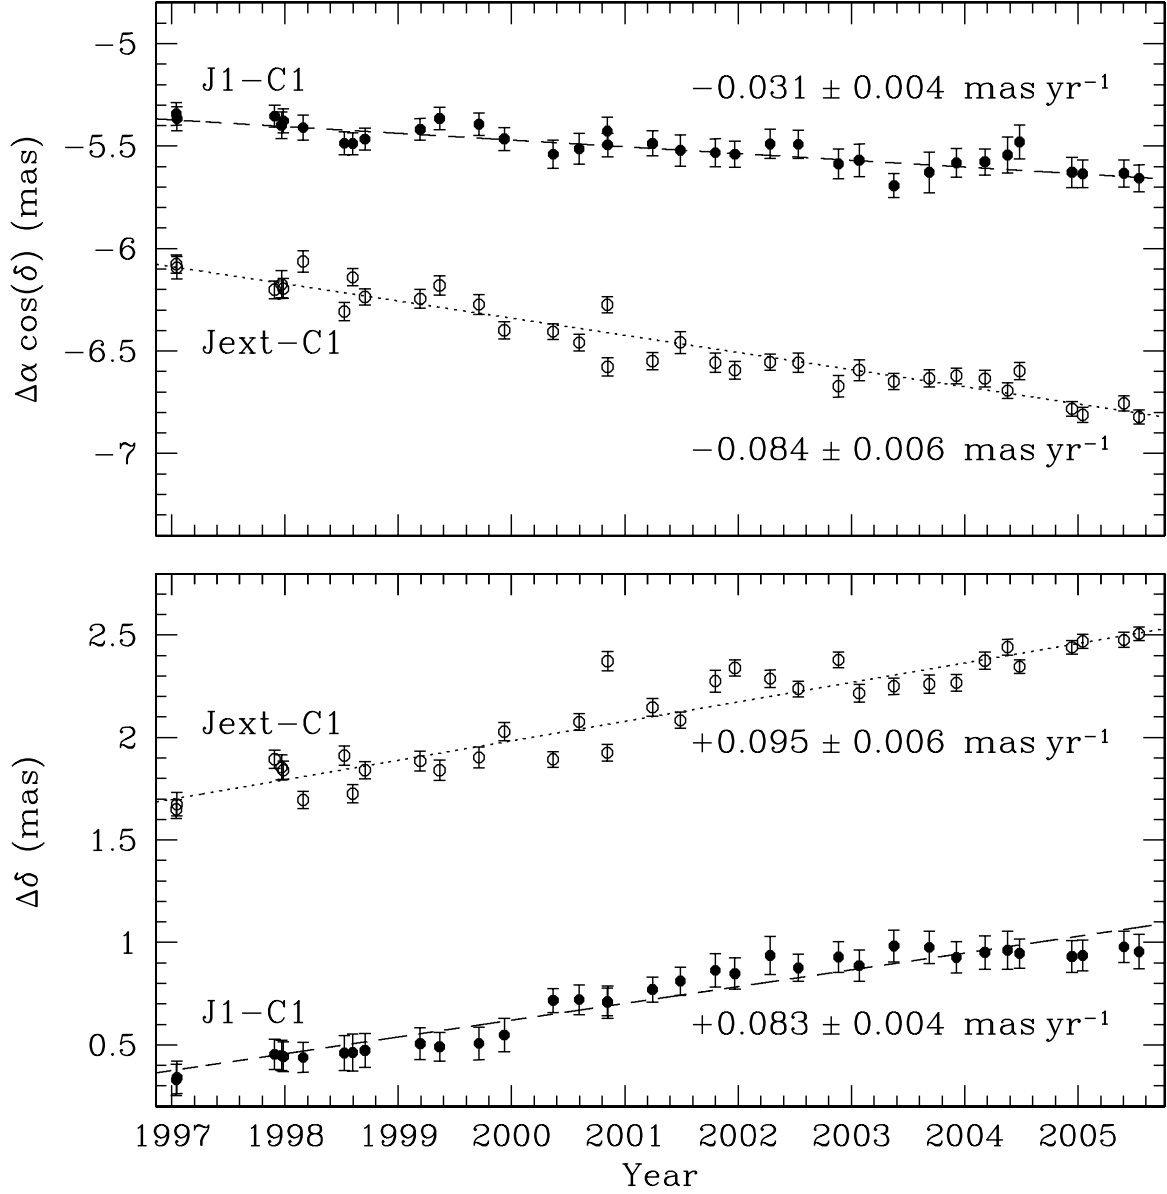 −5
−5.5
−6
−6.5
−7
Δα cos(δ) (mas)
J1−C1
−0.031 ± 0.004 mas yr⁻¹
Jext−C1
−0.084 ± 0.006 mas yr⁻¹
2.5
2
1.5
1
0.5
Δδ (mas)
Jext−C1
+0.095 ± 0.006 mas yr⁻¹
J1−C1
+0.083 ± 0.004 mas yr⁻¹
1997 1998 1999 2000 2001 2002 2003 2004 2005
Year